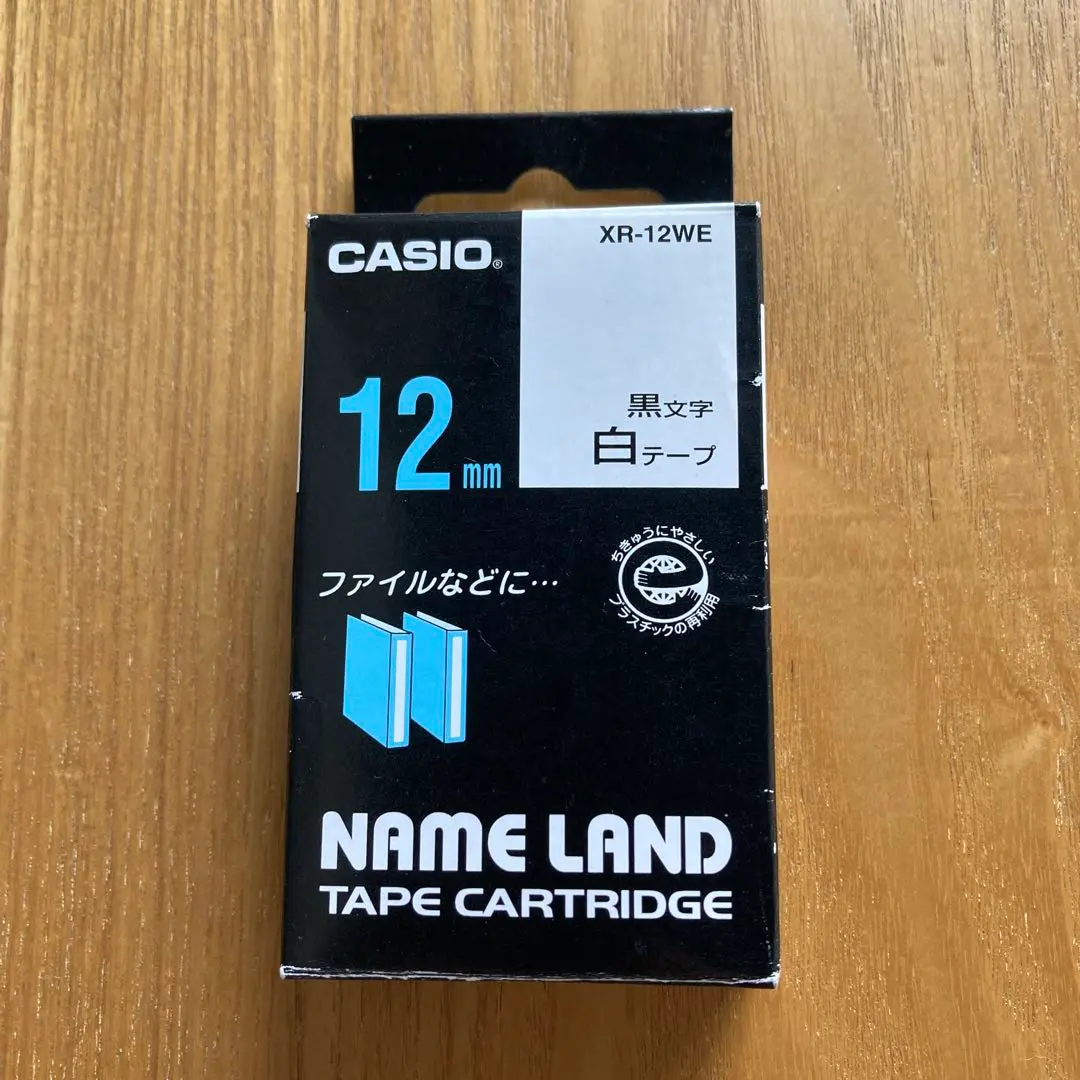 CASIO®
XR-12WE
12mm
黒文字
白テープ
ファイルなどに…
ちきゅうにやさしい
プラスチックの再利用
NAME LAND
TAPE CARTRIDGE